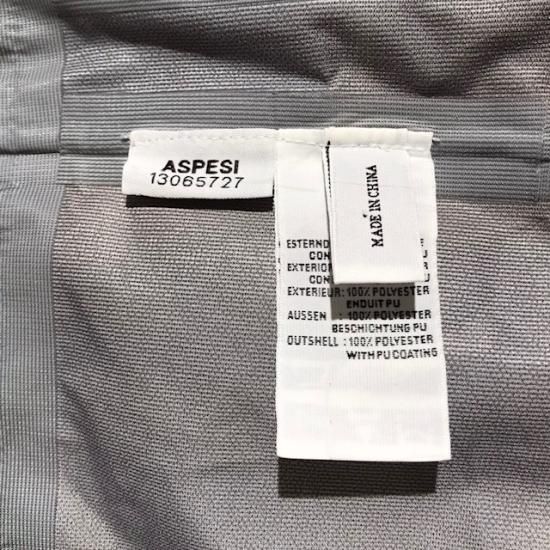 ASPESI
13065727
MADE IN CHINA
ESTERNO
CON
EXTERIOR
CON
EXTERIEUR:100% POLYESTER
ENDUIT PU
AUSSEN :100% POLYESTER
BESCHICHTUNG PU
OUTSHELL:100% POLYESTER
WITH PU COATING